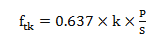 f_tk = 0.637 × k × P/S